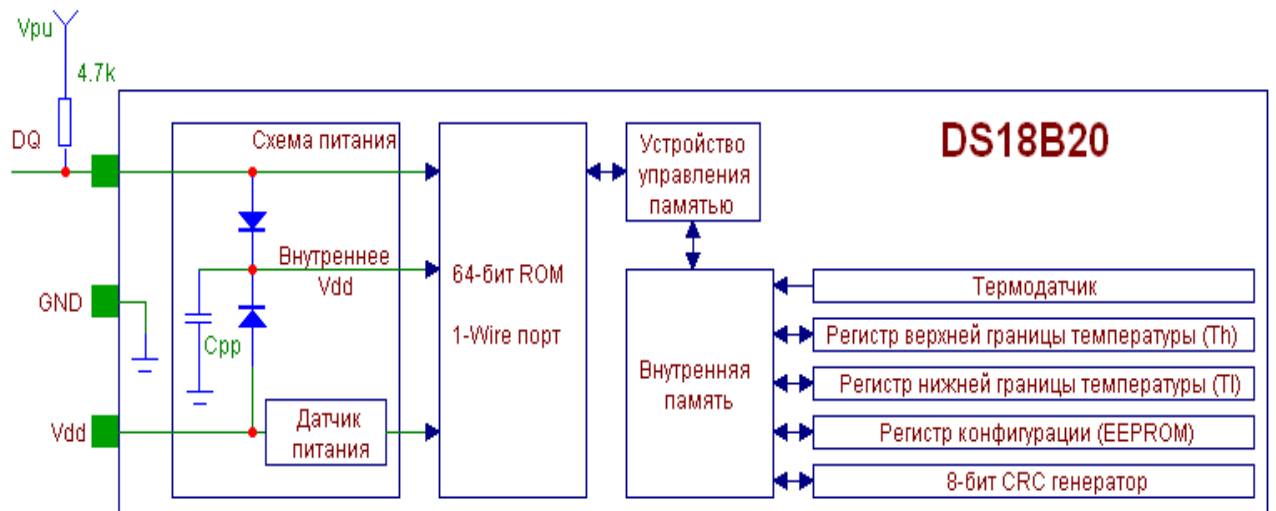 Vpu
4.7k
DQ
GND
Vdd
Схема питания
Внутреннее
Vdd
Cpp
Датчик
питания
64-бит ROM
1-Wire порт
Устройство
управления
памятью
Внутренняя
память
DS18B20
Термодатчик
Регистр верхней границы температуры (Th)
Регистр нижней границы температуры (Tl)
Регистр конфигурации (EEPROM)
8-бит CRC генератор